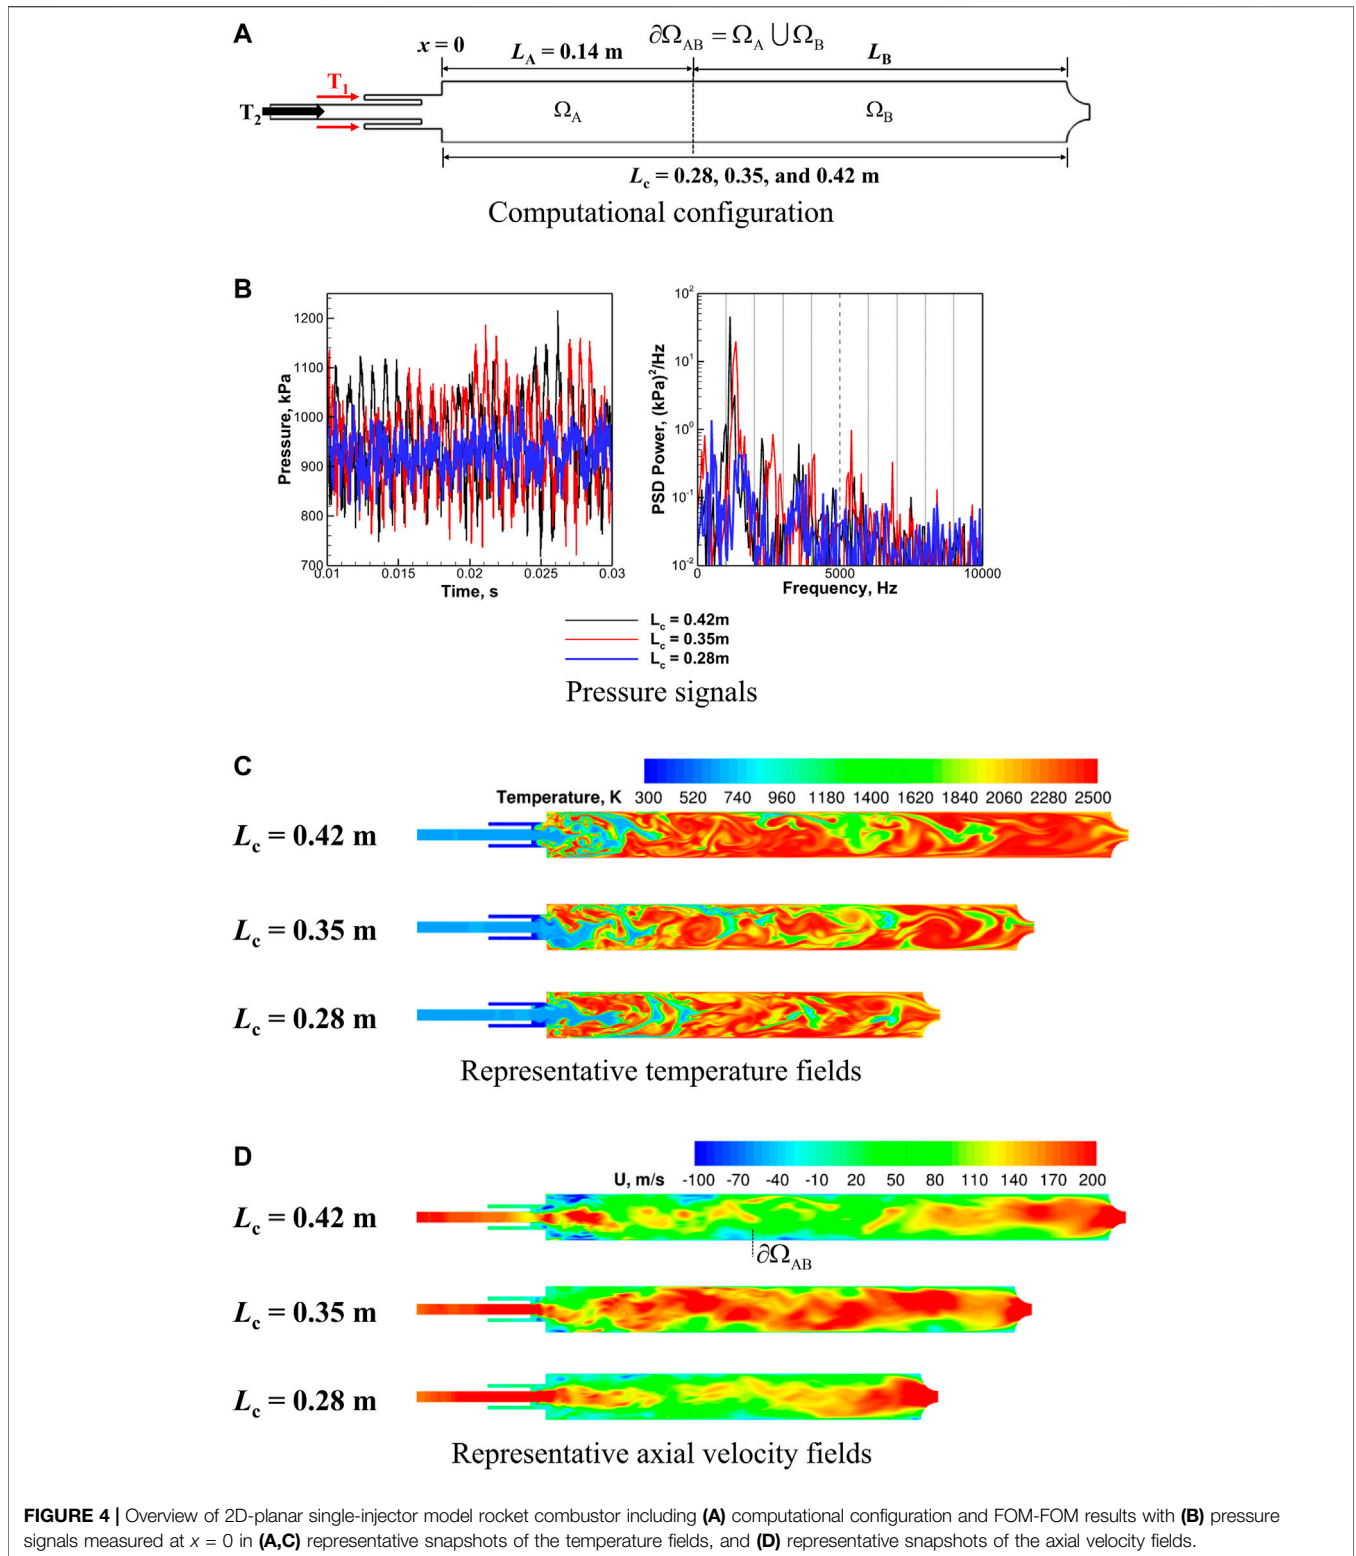 A
x = 0
L_A = 0.14 m
∂Ω_AB = Ω_A ⋃ Ω_B
L_B
T_1
T_2
Ω_A
Ω_B
L_c = 0.28, 0.35, and 0.42 m
Computational configuration
B
Pressure, kPa
1200
1100
1000
900
800
700
0.01 0.015 0.02 0.025 0.03
Time, s
PSD Power, (kPa)²/Hz
10²
10¹
10⁰
10⁻¹
10⁻²
0 5000 10000
Frequency, Hz
L_c = 0.42m
L_c = 0.35m
L_c = 0.28m
Pressure signals
C
Temperature, K 300 520 740 960 1180 1400 1620 1840 2060 2280 2500
L_c = 0.42 m
L_c = 0.35 m
L_c = 0.28 m
Representative temperature fields
D
U, m/s -100 -70 -40 -10 20 50 80 110 140 170 200
L_c = 0.42 m
∂Ω_AB
L_c = 0.35 m
L_c = 0.28 m
Representative axial velocity fields
FIGURE 4 | Overview of 2D-planar single-injector model rocket combustor including (A) computational configuration and FOM-FOM results with (B) pressure
signals measured at x = 0 in (A,C) representative snapshots of the temperature fields, and (D) representative snapshots of the axial velocity fields.